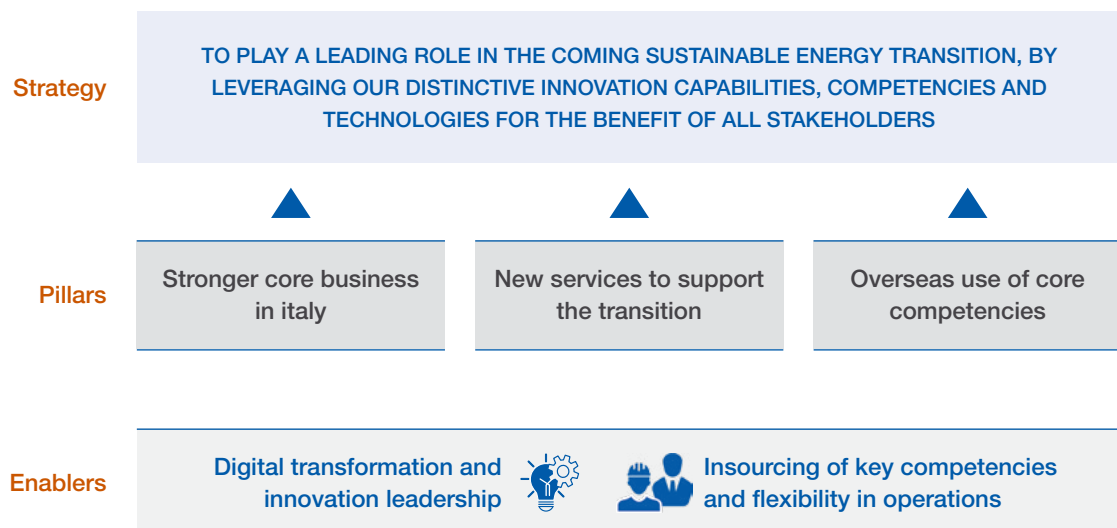 Strategy
TO PLAY A LEADING ROLE IN THE COMING SUSTAINABLE ENERGY TRANSITION, BY
LEVERAGING OUR DISTINCTIVE INNOVATION CAPABILITIES, COMPETENCIES AND
TECHNOLOGIES FOR THE BENEFIT OF ALL STAKEHOLDERS
Pillars
Stronger core business
in italy
New services to support
the transition
Overseas use of core
competencies
Enablers
Digital transformation and
innovation leadership
Insourcing of key competencies
and flexibility in operations